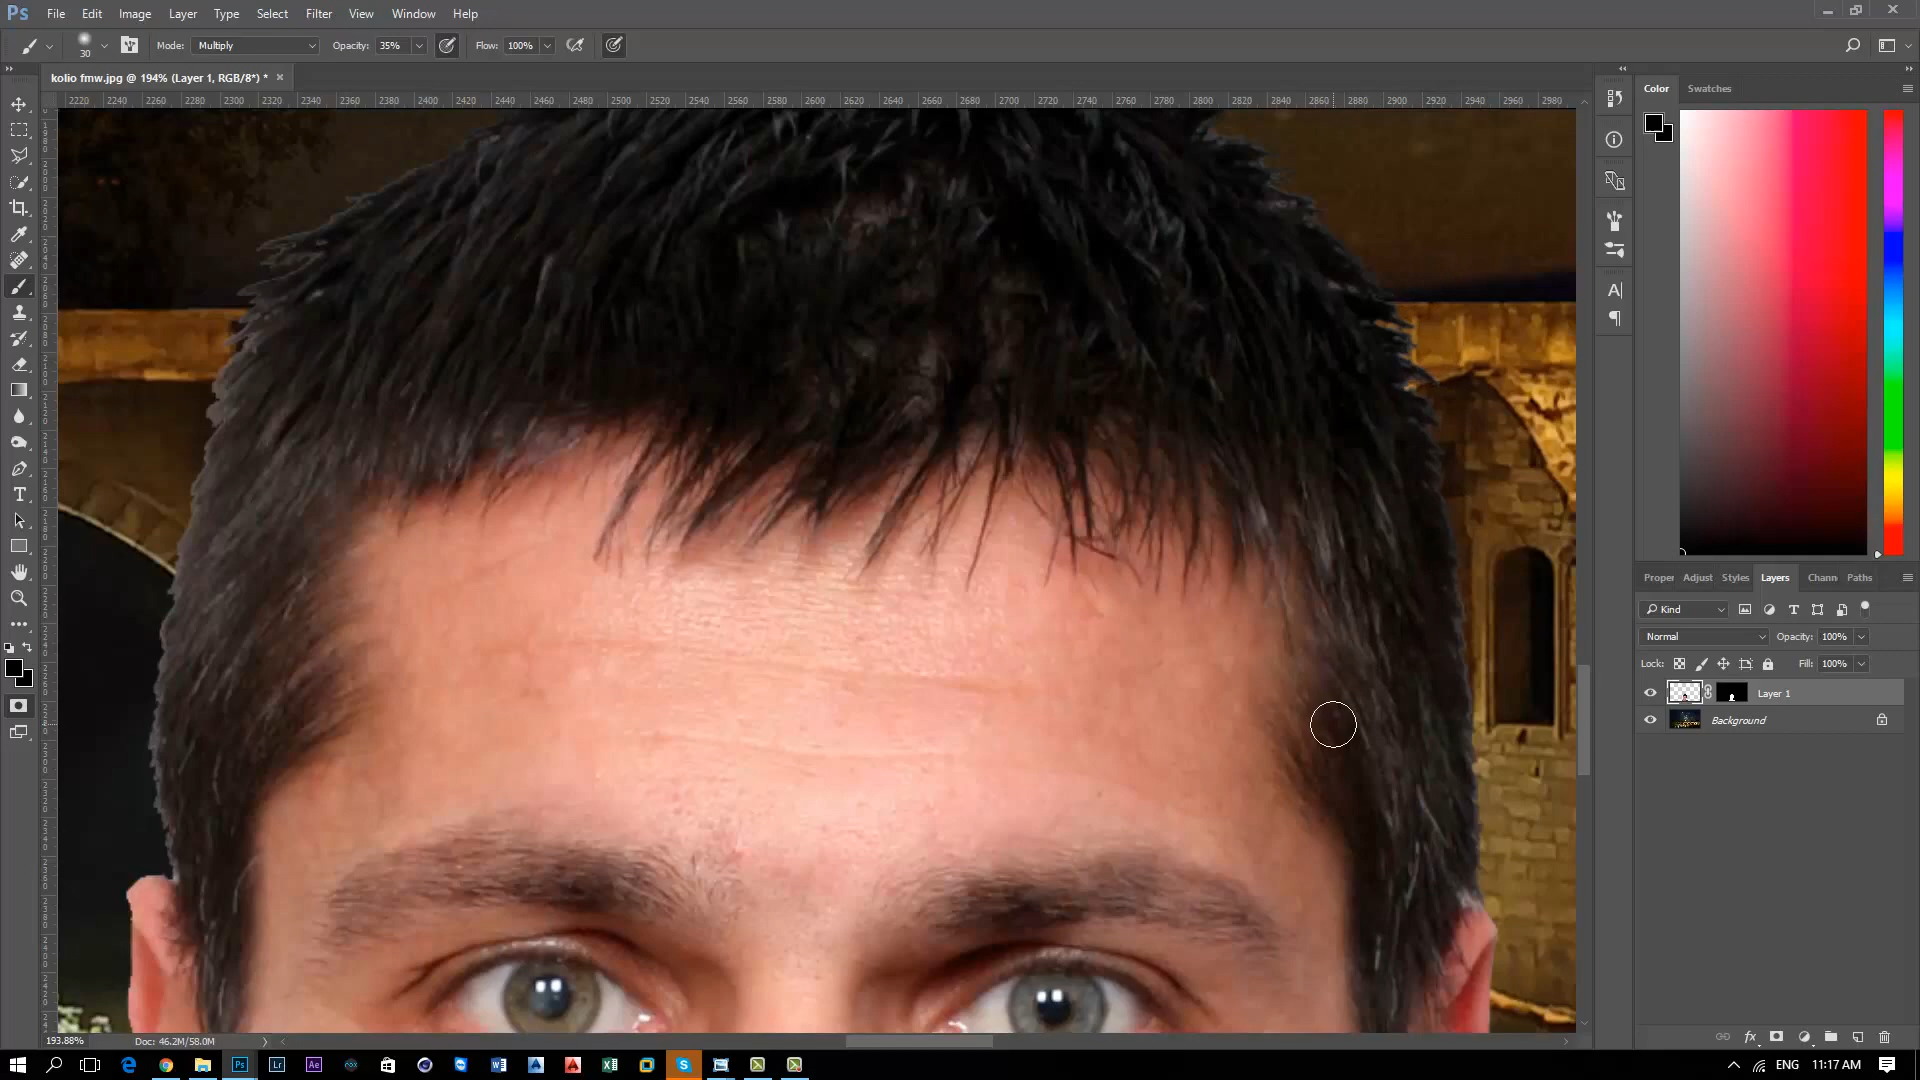 Ps File Edit Image Layer Type Select Filter View Window Help
30 Mode: Multiply Opacity: 35% Flow: 100%
kolio fmw.jpg @ 194% (Layer 1, RGB/8*) * ×
2220 2240 2260 2280 2300 2320 2340 2360 2380 2400 2420 2440 2460 2480 2500 2520 2540 2560 2580 2600 2620 2640 2660 2680 2700 2720 2740 2760 2780 2800 2820 2840 2860 2880 2900 2920 2940 2960 2980
Color Swatches
Proper Adjust Styles Layers Chann Paths
Kind
Normal Opacity: 100%
Lock: Fill: 100%
Layer 1
Background
193.88% Doc: 46.2M/58.0M
Ps Lr Ae
ENG 11:17 AM